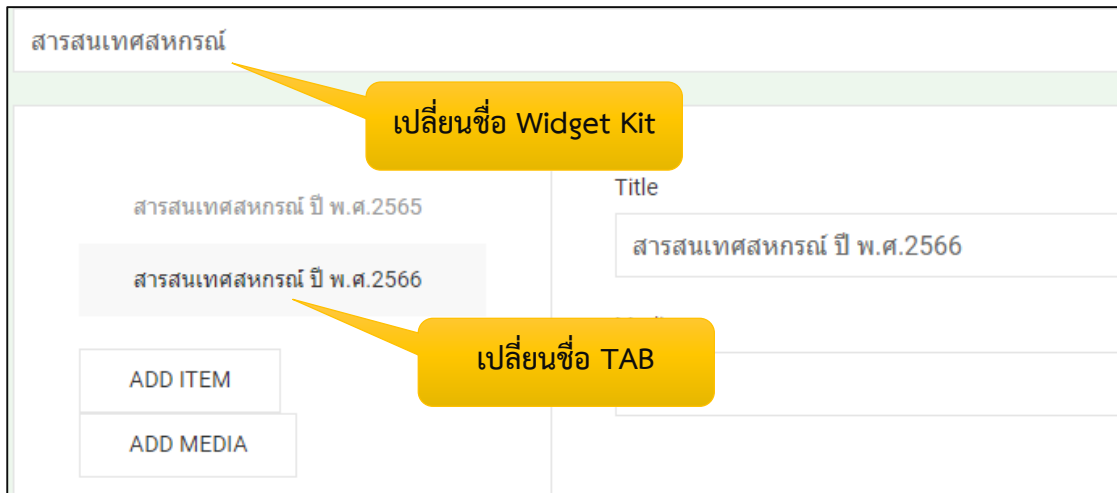 สารสนเทศสหกรณ์
เปลี่ยนชื่อ Widget Kit
Title
สารสนเทศสหกรณ์ ปี พ.ศ.2565
สารสนเทศสหกรณ์ ปี พ.ศ.2566
สารสนเทศสหกรณ์ ปี พ.ศ.2566
เปลี่ยนชื่อ TAB
ADD ITEM
ADD MEDIA